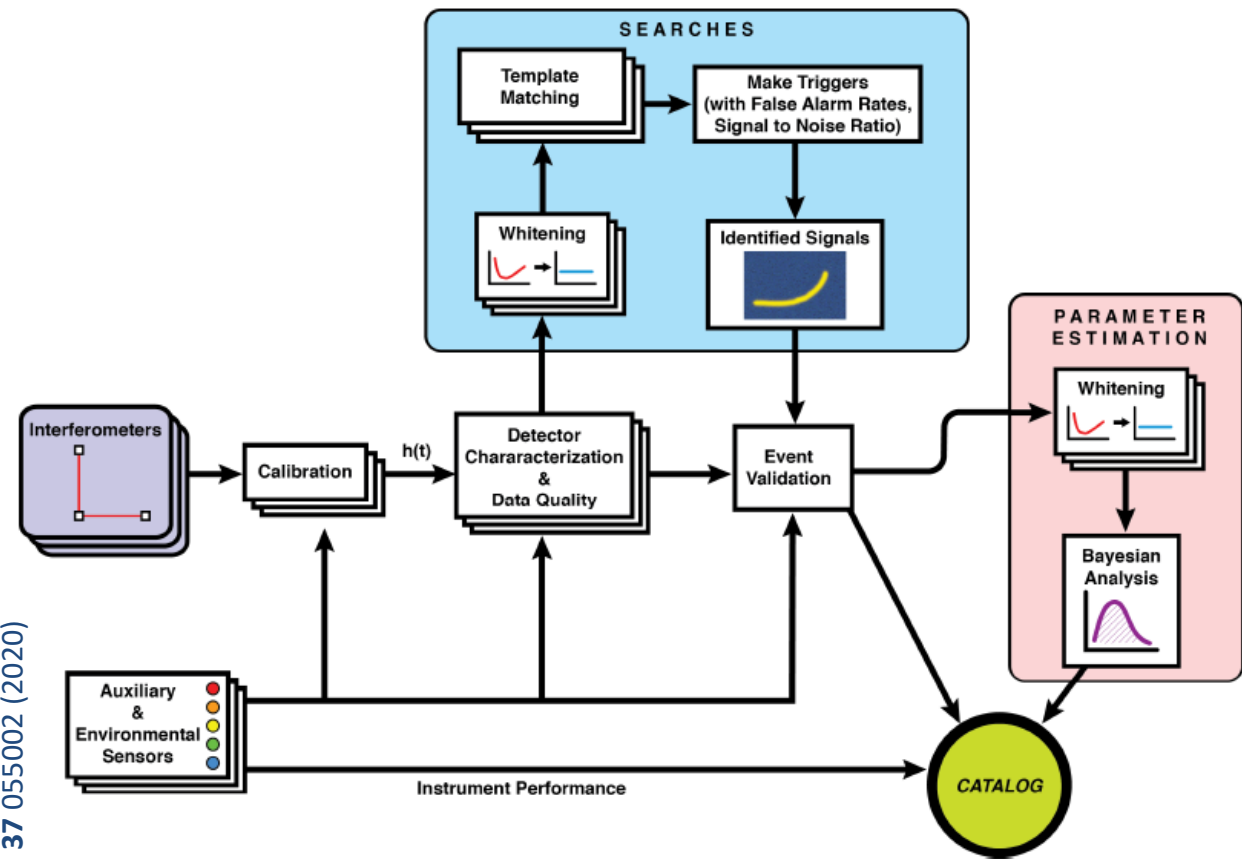 SEARCHES
Template
Matching
Make Triggers
(with False Alarm Rates,
Signal to Noise Ratio)
Whitening
Identified Signals
PARAMETER
ESTIMATION
Whitening
Interferometers
Calibration
h(t)
Detector
Chararacterization
&
Data Quality
Event
Validation
Bayesian
Analysis
Auxiliary
&
Environmental
Sensors
Instrument Performance
CATALOG
37 055002 (2020)